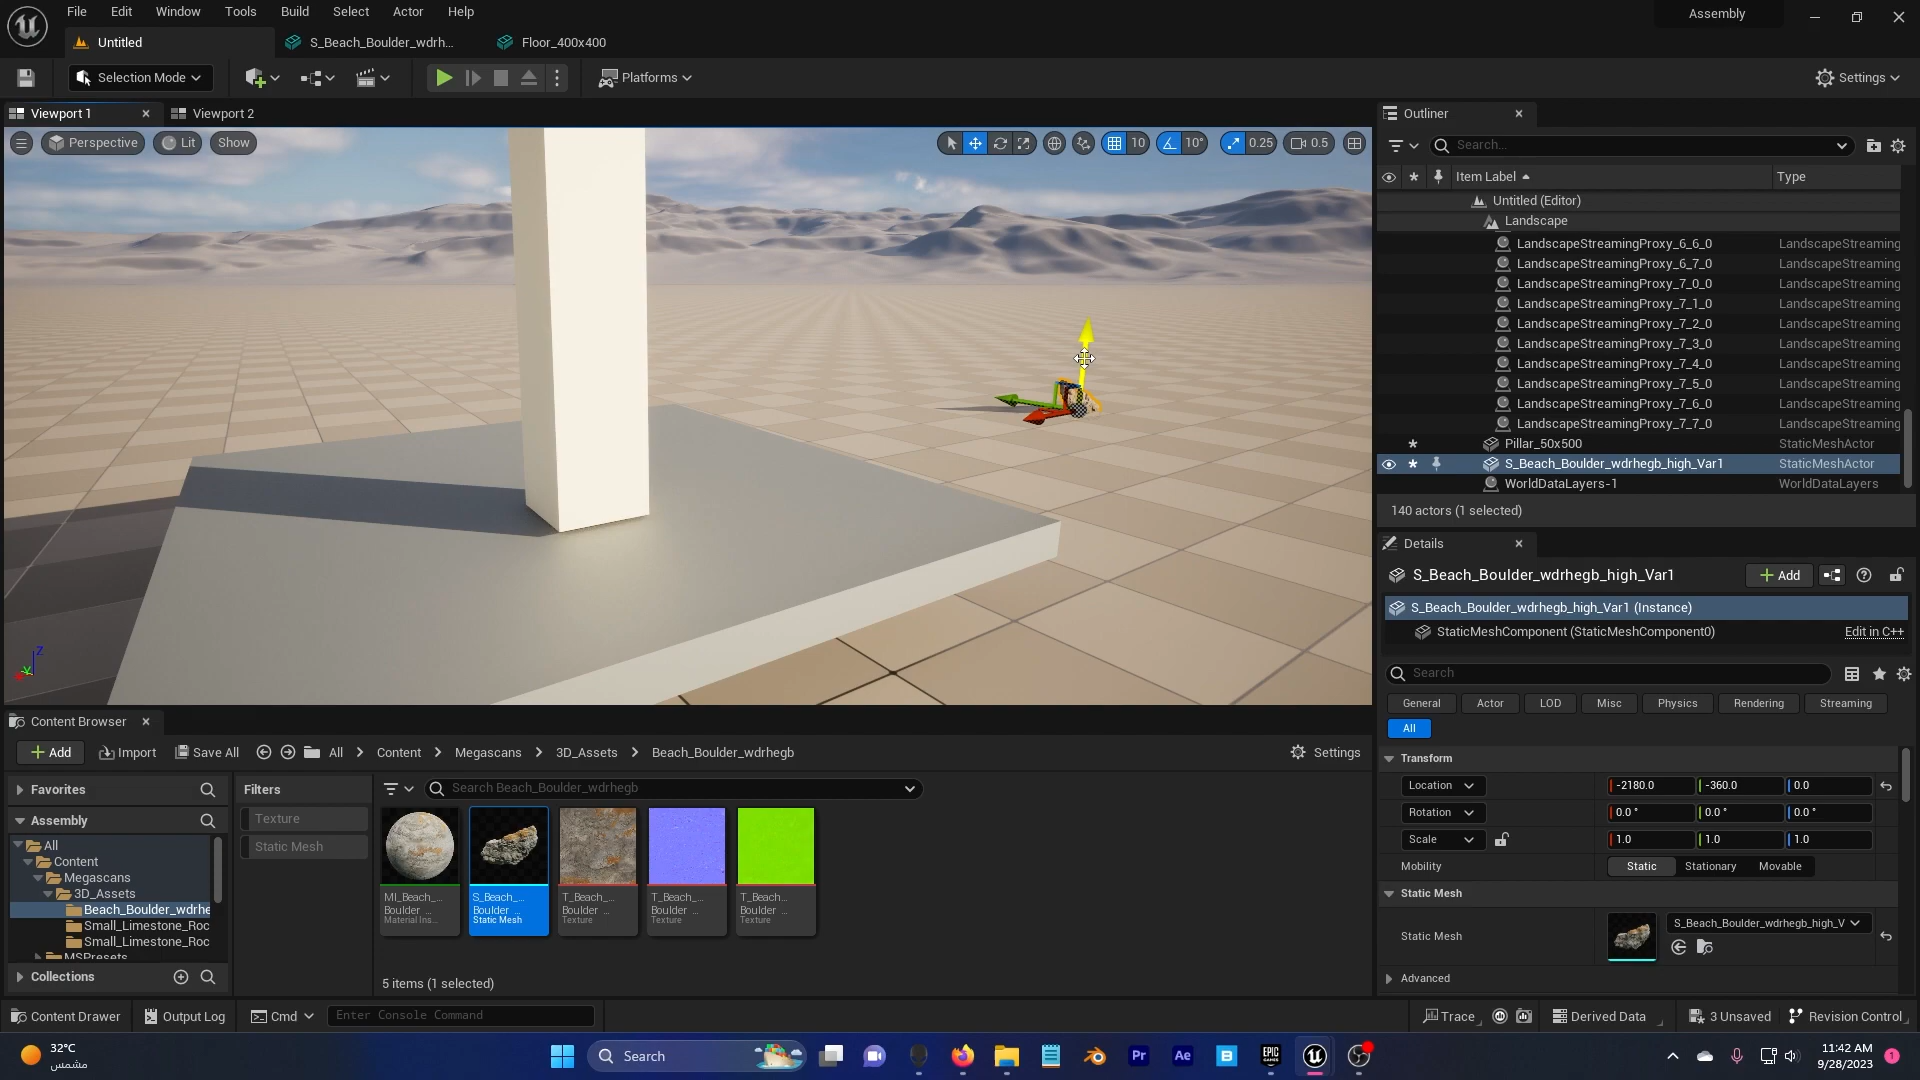 File Edit Window Tools Build Select Actor Help
Assembly
Untitled
S_Beach_Boulder_wdrh...
Floor_400x400
Selection Mode
Platforms
Settings
Viewport 1
Viewport 2
Perspective
Lit
Show
10
10°
0.25
0.5
Outliner
Search...
Item Label
Type
Untitled (Editor)
Landscape
LandscapeStreamingProxy_6_6_0 LandscapeStreaming
LandscapeStreamingProxy_6_7_0 LandscapeStreaming
LandscapeStreamingProxy_7_0_0 LandscapeStreaming
LandscapeStreamingProxy_7_1_0 LandscapeStreaming
LandscapeStreamingProxy_7_2_0 LandscapeStreaming
LandscapeStreamingProxy_7_3_0 LandscapeStreaming
LandscapeStreamingProxy_7_4_0 LandscapeStreaming
LandscapeStreamingProxy_7_5_0 LandscapeStreaming
LandscapeStreamingProxy_7_6_0 LandscapeStreaming
LandscapeStreamingProxy_7_7_0 LandscapeStreaming
Pillar_50x500 StaticMeshActor
S_Beach_Boulder_wdrhegb_high_Var1 StaticMeshActor
WorldDataLayers-1 WorldDataLayers
140 actors (1 selected)
Details
S_Beach_Boulder_wdrhegb_high_Var1
Add
S_Beach_Boulder_wdrhegb_high_Var1 (Instance)
StaticMeshComponent (StaticMeshComponent0) Edit in C++
Search
General Actor LOD Misc Physics Rendering Streaming
All
Transform
Location -2180.0 -360.0 0.0
Rotation 0.0° 0.0° 0.0°
Scale 1.0 1.0 1.0
Mobility Static Stationary Movable
Static Mesh
Static Mesh S_Beach_Boulder_wdrhegb_high_V
Advanced
Z
Y
Content Browser
Add Import Save All All Content Megascans 3D_Assets Beach_Boulder_wdrhegb Settings
Favorites
Assembly
All
Content
Megascans
3D_Assets
Beach_Boulder_wdrhe
Small_Limestone_Roc
Small_Limestone_Roc
MSPresets
Collections
Filters
Texture
Static Mesh
Search Beach_Boulder_wdrhegb
MI_Beach_...
Boulder ...
Material Ins...
S_Beach_...
Boulder ...
Static Mesh
T_Beach_...
Boulder ...
Texture
T_Beach_...
Boulder ...
Texture
T_Beach_...
Boulder ...
Texture
5 items (1 selected)
Content Drawer Output Log Cmd Enter Console Command
Trace Derived Data 3 Unsaved Revision Control
32°C
مشمس
Search
Pr
Ae
B
EPIC
GAMES
11:42 AM
9/28/2023
1